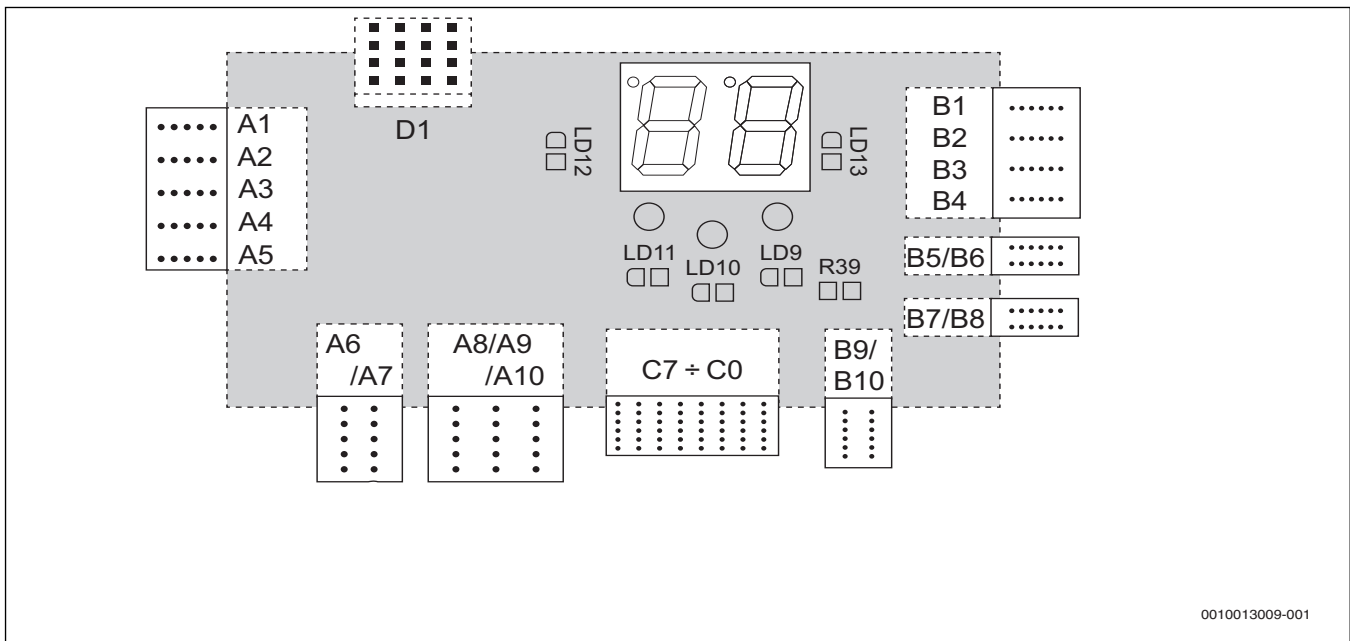 D1
A1
A2
A3
A4
A5
LD12
LD13
B1
B2
B3
B4
LD11
LD10
LD9
R39
B5/B6
B7/B8
A6
/A7
A8/A9
/A10
C7 ÷ C0
B9/
B10
0010013009-001